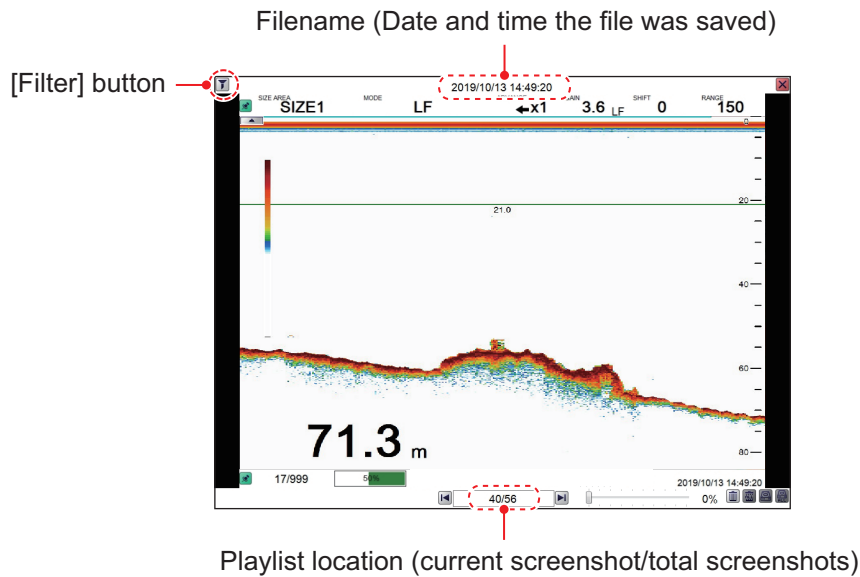 Filename (Date and time the file was saved)
[Filter] button
2019/10/13 14:49:20
SIZE AREA MODE GAIN SHIFT RANGE
SIZE1 LF x1 3.6 LF 0 150
0
20
21.0
40
60
71.3 m
80
17/999 50% 2019/10/13 14:49:20
40/56 0%
Playlist location (current screenshot/total screenshots)